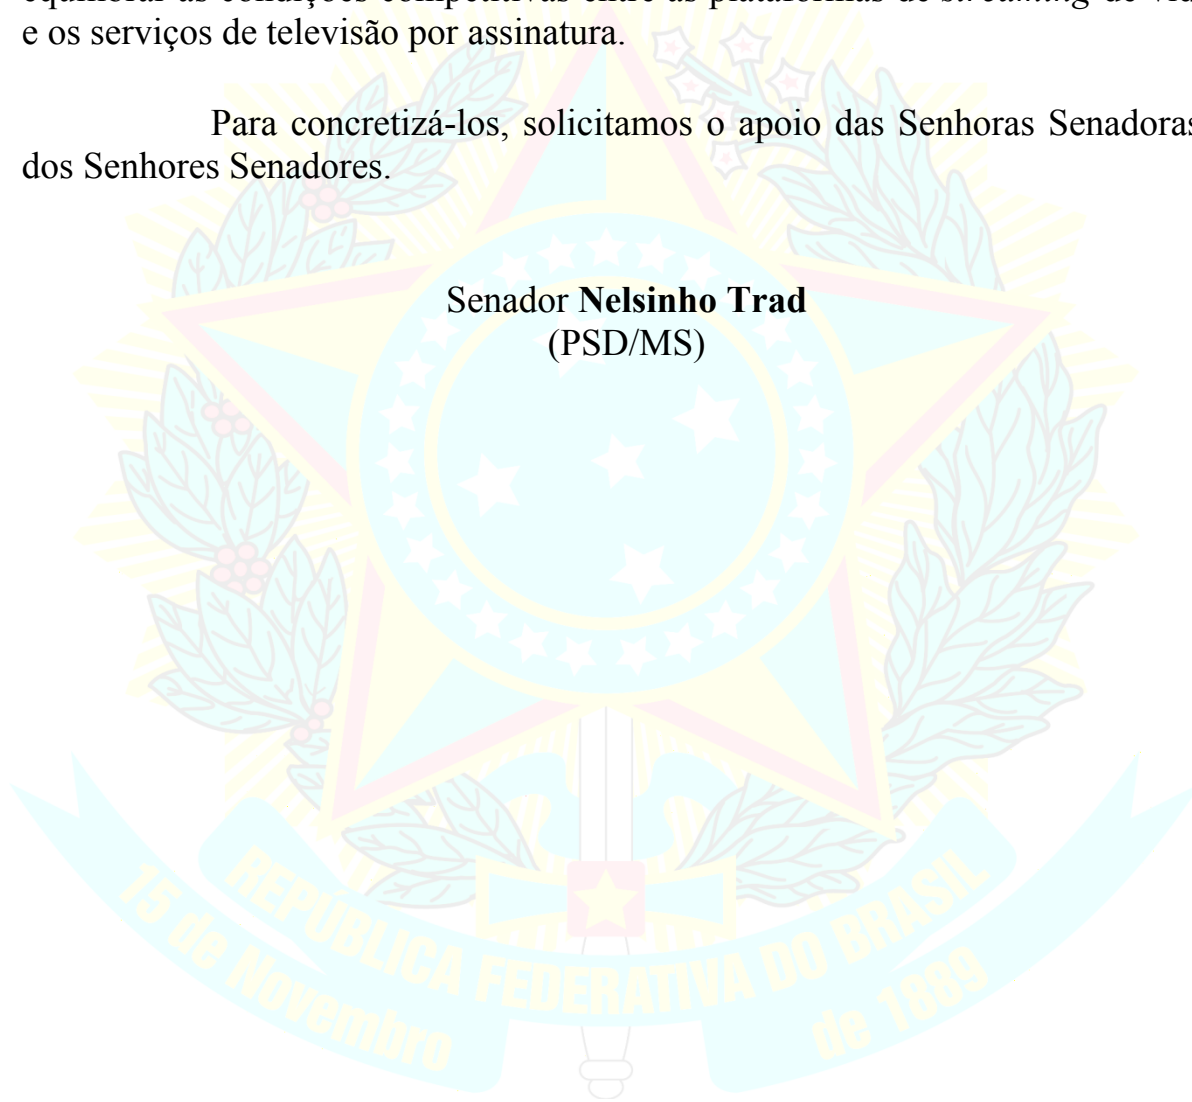 e os serviços de televisão por assinatura.
Para concretizá-los, solicitamos o apoio das Senhoras Senadoras
dos Senhores Senadores.
Senador Nelsinho Trad
(PSD/MS)
REPÚBLICA FEDERATIVA DO BRASIL
15 de Novembro de 1889